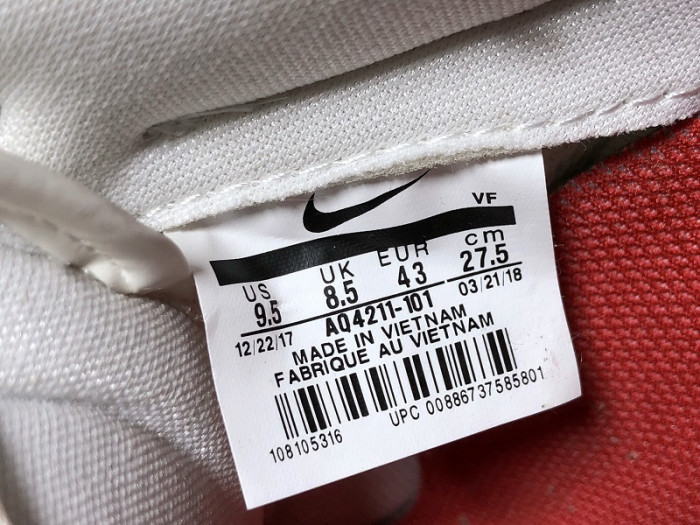 VF
US UK EUR cm
9.5 8.5 43 27.5
AQ4211-101
12/22/17 03/21/18
MADE IN VIETNAM
FABRIQUE AU VIETNAM
108105316 UPC 00886737585801